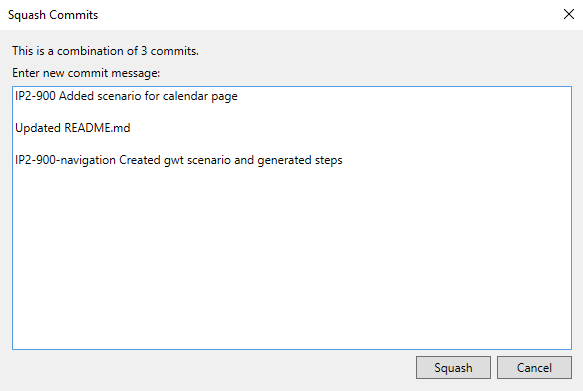 Squash Commits
This is a combination of 3 commits.
Enter new commit message:
IP2-900 Added scenario for calendar page
Updated README.md
IP2-900-navigation Created gwt scenario and generated steps
Squash
Cancel